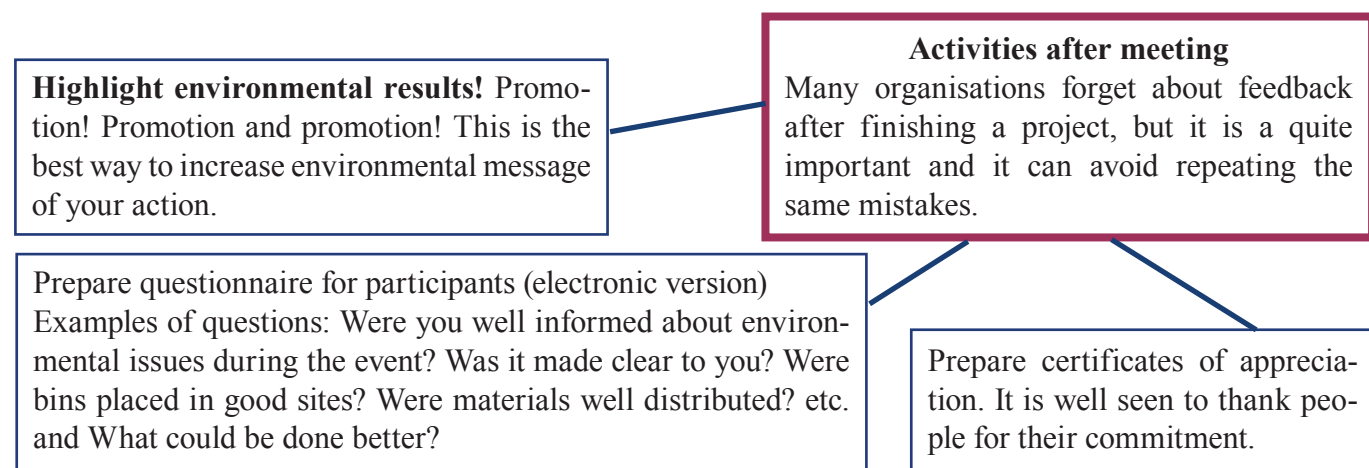 Activities after meeting
Many organisations forget about feedback
after finishing a project, but it is a quite
important and it can avoid repeating the
same mistakes.
Highlight environmental results! Promo-
tion! Promotion and promotion! This is the
best way to increase environmental message
of your action.
Prepare questionnaire for participants (electronic version)
Examples of questions: Were you well informed about environ-
mental issues during the event? Was it made clear to you? Were
bins placed in good sites? Were materials well distributed? etc.
and What could be done better?
Prepare certificates of apprecia-
tion. It is well seen to thank peo-
ple for their commitment.